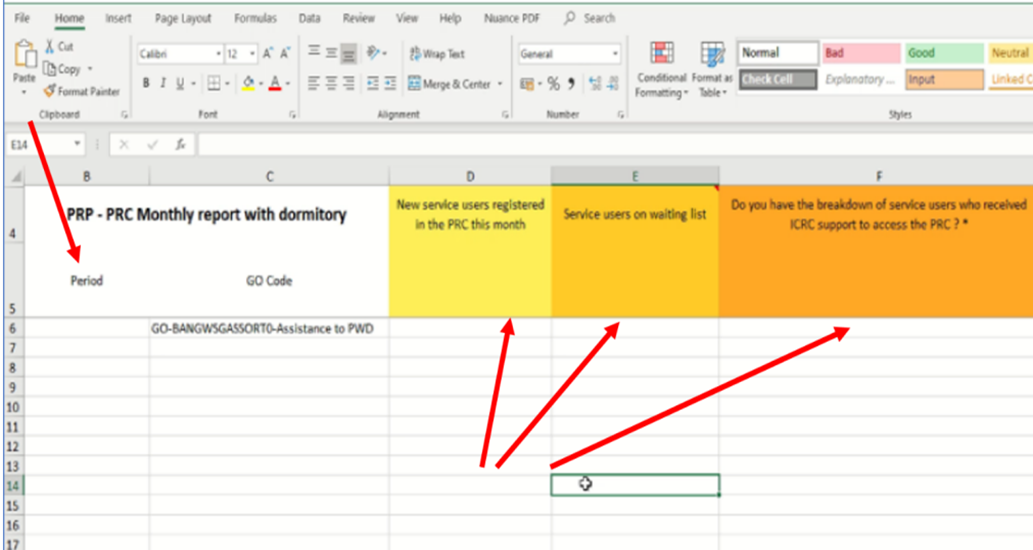 File Home Insert Page Layout Formulas Data Review View Help Nuance PDF Search
Cut
Copy
Paste
Format Painter
Clipboard
Calibri 12 A A
B I U A
Font
Wrap Text
Merge & Center
Alignment
General
% 9
Number
Conditional Formatting
Format as Table
Normal Bad Good Neutral
Check Cell Explanatory ... Input Linked C
Styles
E14 fx
B C D E F
4
PRP - PRC Monthly report with dormitory
New service users registered
in the PRC this month
Service users on waiting list
Do you have the breakdown of service users who received
ICRC support to access the PRC ? *
5
Period GO Code
6 GO-BANGWSGASSORT0-Assistance to PWD
7
8
9
10
11
12
13
14
15
16
17